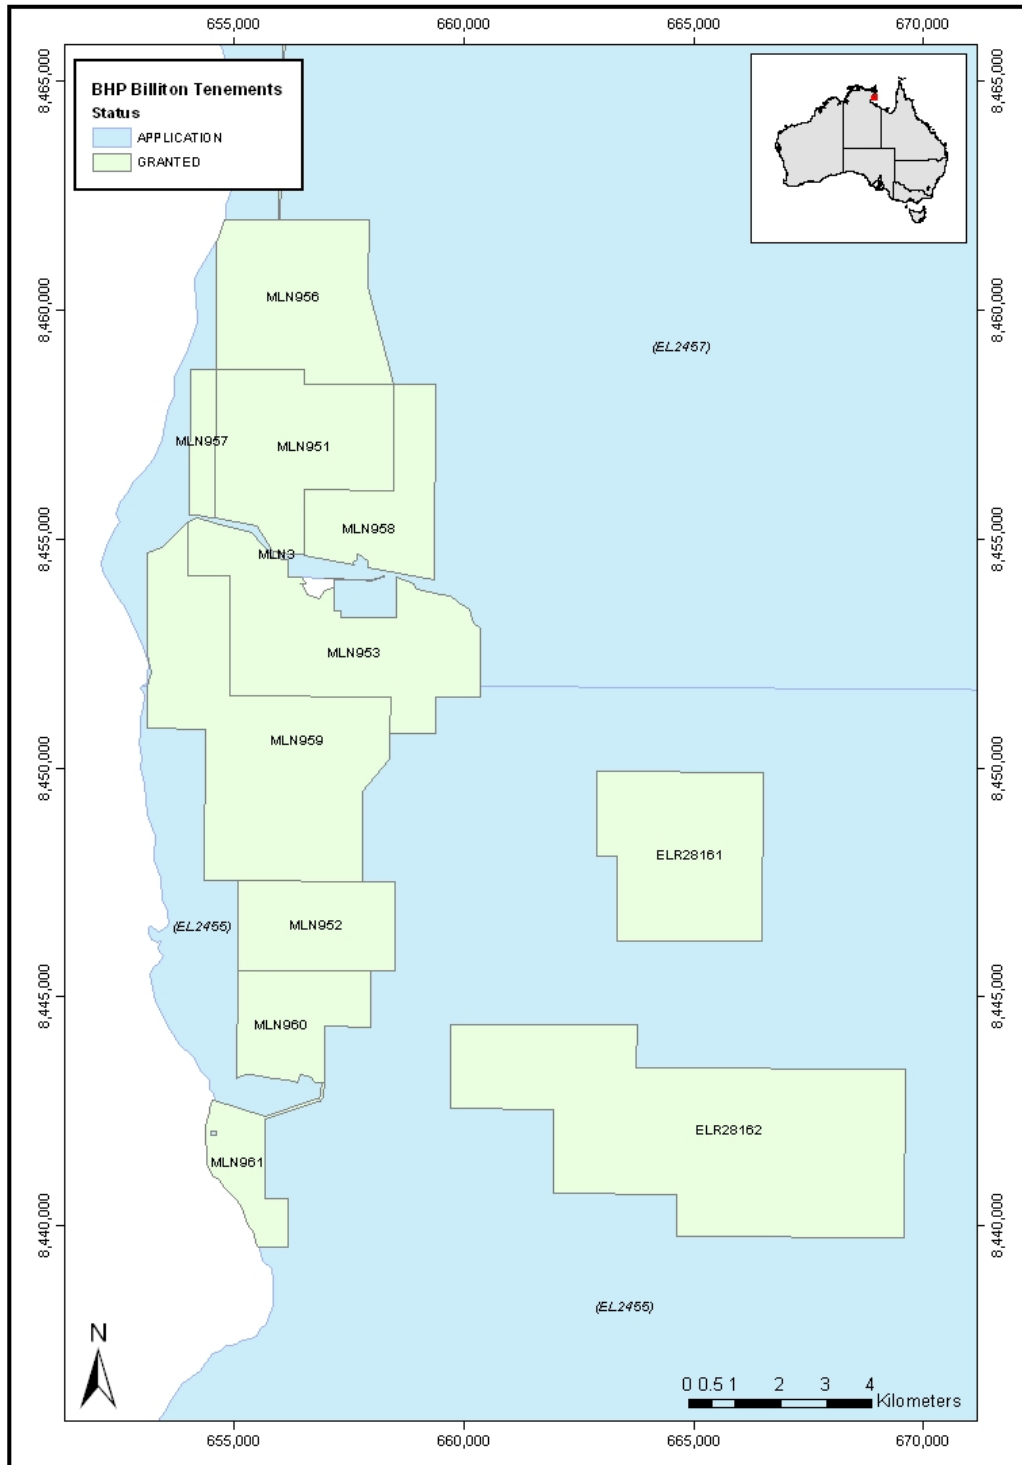 655,000 660,000 665,000 670,000
8,465,000
8,465,000
BHP Billiton Tenements
Status
APPLICATION
GRANTED
MLN956
8,460,000
8,460,000
(EL2457)
MLN957
MLN951
MLN958
8,455,000
8,455,000
MLN3
MLN953
MLN959
8,450,000
8,450,000
ELR28161
MLN952
(EL2455)
8,445,000
8,445,000
MLN960
ELR28162
MLN961
8,440,000
8,440,000
(EL2455)
N
0 0.5 1 2 3 4
Kilometers
655,000 660,000 665,000 670,000